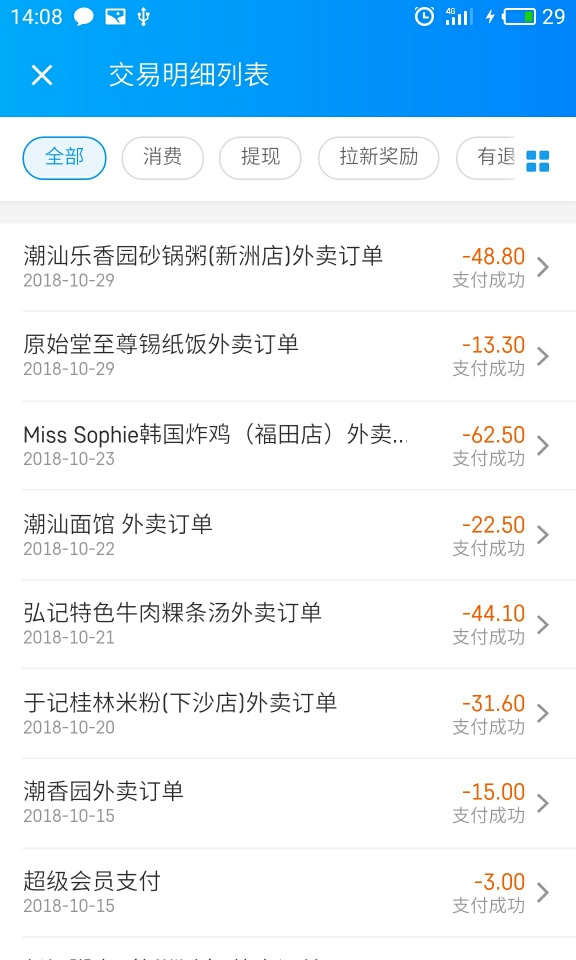 14:08 4G 29
交易明细列表
全部 消费 提现 拉新奖励 有退
潮汕乐香园砂锅粥(新洲店)外卖订单 -48.80
2018-10-29 支付成功
原始堂至尊锡纸饭外卖订单 -13.30
2018-10-29 支付成功
Miss Sophie韩国炸鸡（福田店）外卖... -62.50
2018-10-23 支付成功
潮汕面馆 外卖订单 -22.50
2018-10-22 支付成功
弘记特色牛肉粿条汤外卖订单 -44.10
2018-10-21 支付成功
于记桂林米粉(下沙店)外卖订单 -31.60
2018-10-20 支付成功
潮香园外卖订单 -15.00
2018-10-15 支付成功
超级会员支付 -3.00
2018-10-15 支付成功